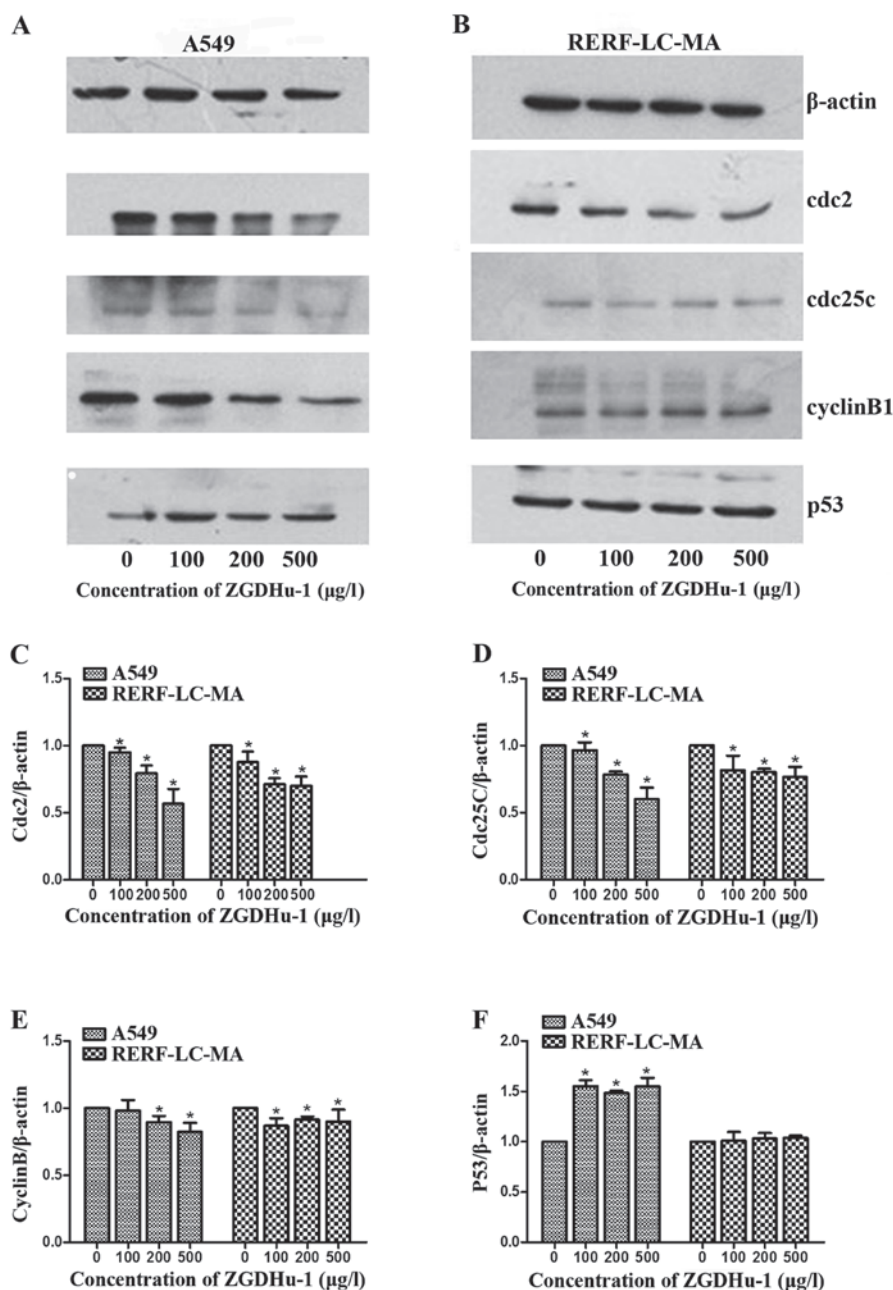 A
A549
B
RERF-LC-MA
β-actin
cdc2
cdc25c
cyclinB1
p53
0 100 200 500
Concentration of ZGDHu-1 (µg/l)
0 100 200 500
Concentration of ZGDHu-1 (µg/l)
C
A549
RERF-LC-MA
Cdc2/β-actin
1.5
1.0
0.5
0.0
* * * * * *
0 100 200 500 0 100 200 500
Concentration of ZGDHu-1 (µg/l)
D
A549
RERF-LC-MA
Cdc25C/β-actin
1.5
1.0
0.5
0.0
* * * * * *
0 100 200 500 0 100 200 500
Concentration of ZGDHu-1 (µg/l)
E
A549
RERF-LC-MA
CyclinB/β-actin
1.5
1.0
0.5
0.0
* * * * *
0 100 200 500 0 100 200 500
Concentration of ZGDHu-1 (µg/l)
F
A549
RERF-LC-MA
P53/β-actin
2.0
1.5
1.0
0.5
0.0
* * *
0 100 200 500 0 100 200 500
Concentration of ZGDHu-1 (µg/l)